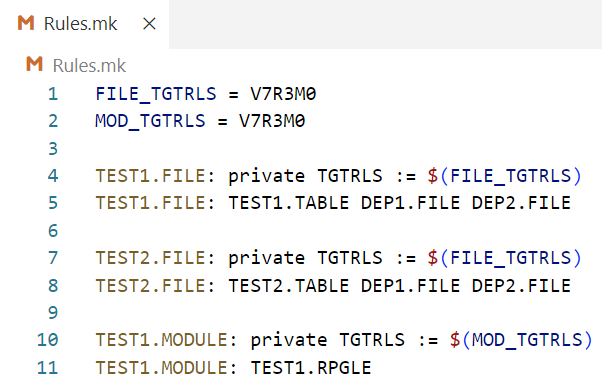 Rules.mk ×
Rules.mk
1 FILE_TGTRLS = V7R3M0
2 MOD_TGTRLS = V7R3M0
3
4 TEST1.FILE: private TGTRLS := $(FILE_TGTRLS)
5 TEST1.FILE: TEST1.TABLE DEP1.FILE DEP2.FILE
6
7 TEST2.FILE: private TGTRLS := $(FILE_TGTRLS)
8 TEST2.FILE: TEST2.TABLE DEP1.FILE DEP2.FILE
9
10 TEST1.MODULE: private TGTRLS := $(MOD_TGTRLS)
11 TEST1.MODULE: TEST1.RPGLE